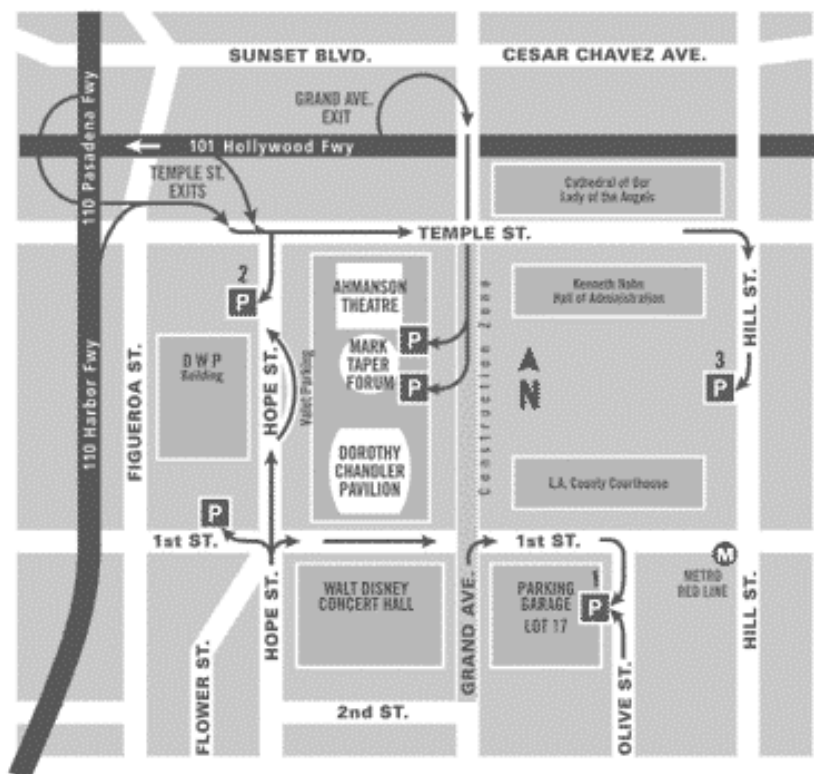 SUNSET BLVD.
CESAR CHAVEZ AVE.
GRAND AVE.
EXIT
110 Pasadena Fwy
101 Hollywood Fwy
TEMPLE ST.
EXITS
Cathedral of Our
Lady of the Angels
TEMPLE ST.
2
P
AHMANSON
THEATRE
Kenneth Hahn
Hall of Administration
HILL ST.
MARK
TAPER
FORUM
P
P
Construction Zone
N
3
P
DWP
Building
HOPE ST.
Valet Parking
FIGUEROA ST.
110 Harbor Fwy
DOROTHY
CHANDLER
PAVILION
L.A. County Courthouse
P
1st ST.
1st ST.
M
METRO
RED LINE
WALT DISNEY
CONCERT HALL
GRAND AVE.
PARKING
GARAGE
LOT 17
1
P
HOPE ST.
FLOWER ST.
HILL ST.
OLIVE ST.
2nd ST.